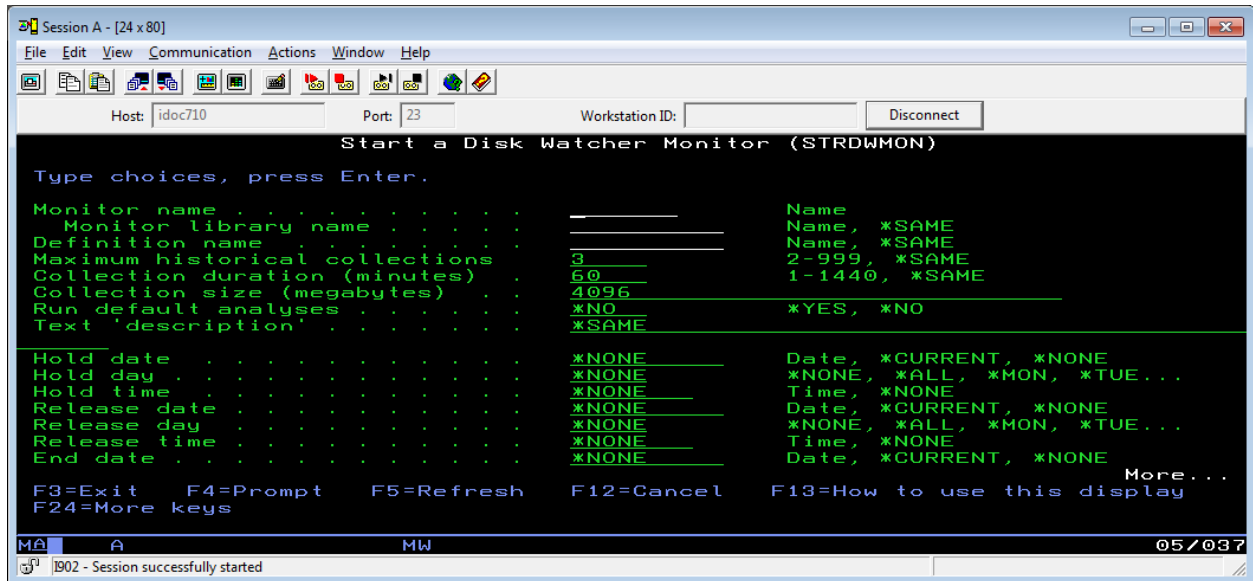 Session A - [24 x 80]
File Edit View Communication Actions Window Help
Host: idoc710 Port: 23 Workstation ID: Disconnect
Start a Disk Watcher Monitor (STRDWMON)
Type choices, press Enter.
Monitor name . . . . . . . . . . Name
Monitor library name . . . . . Name, *SAME
Definition name . . . . . . . Name, *SAME
Maximum historical collections 3 2-999, *SAME
Collection duration (minutes) . 60 1-1440, *SAME
Collection size (megabytes) . . 4096
Run default analyses . . . . . . *NO *YES, *NO
Text 'description' . . . . . . . *SAME
Hold date . . . . . . . . . . . *NONE Date, *CURRENT, *NONE
Hold day . . . . . . . . . . . . *NONE *NONE, *ALL, *MON, *TUE...
Hold time . . . . . . . . . . . *NONE Time, *NONE
Release date . . . . . . . . . . *NONE Date, *CURRENT, *NONE
Release day . . . . . . . . . . *NONE *NONE, *ALL, *MON, *TUE...
Release time . . . . . . . . . . *NONE Time, *NONE
End date . . . . . . . . . . . . *NONE Date, *CURRENT, *NONE
More...
F3=Exit F4=Prompt F5=Refresh F12=Cancel F13=How to use this display
F24=More keys
MA A MW 05/037
I902 - Session successfully started